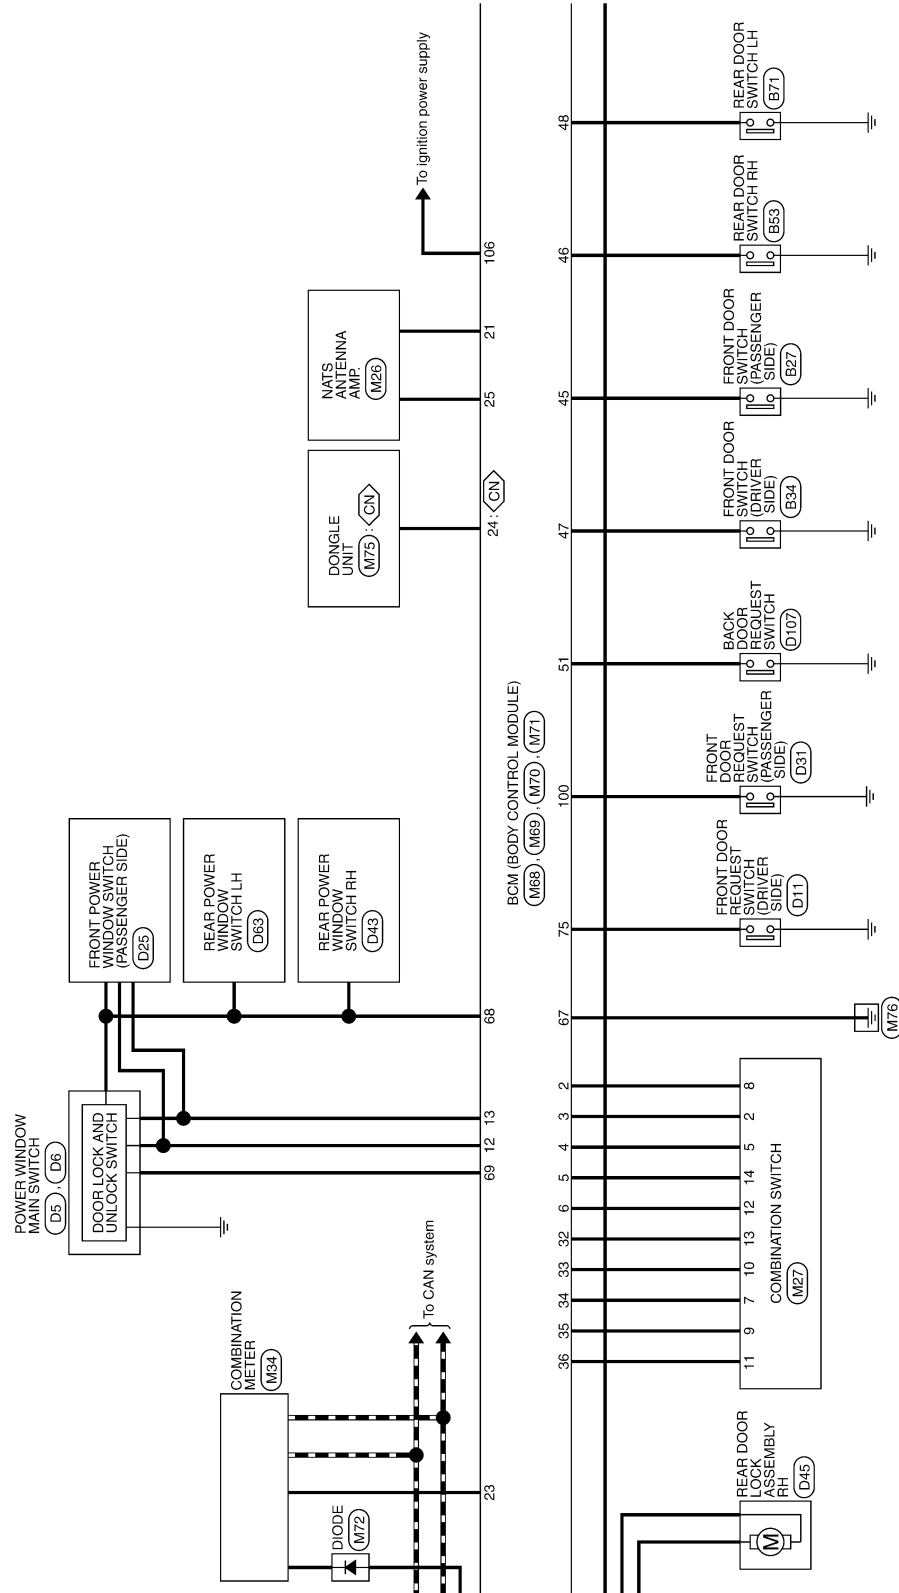 POWER WINDOW
MAIN SWITCH
D5 , D6
DOOR LOCK AND
UNLOCK SWITCH
FRONT POWER
WINDOW SWITCH
(PASSENGER SIDE)
D25
REAR POWER
WINDOW
SWITCH LH
D63
REAR POWER
WINDOW
SWITCH RH
D43
COMBINATION
METER
M34
DIODE
M72
DONGLE
UNIT
M75 : CN
NATS
ANTENNA
AMP.
M26
To CAN system
To ignition power supply
23
69
12
13
68
24 : CN
25
21
106
BCM (BODY CONTROL MODULE)
M68 , M69 , M70 , M71
36
35
34
33
32
6
5
4
3
2
67
75
100
51
47
45
46
48
11
9
7
10
13
12
14
5
2
8
COMBINATION SWITCH
M27
REAR DOOR
LOCK
ASSEMBLY
RH
D45
M
M76
FRONT DOOR
REQUEST
SWITCH
(DRIVER
SIDE)
D11
FRONT
DOOR
REQUEST
SWITCH
(PASSENGER
SIDE)
D31
BACK
DOOR
REQUEST
SWITCH
D107
FRONT DOOR
SWITCH
(DRIVER
SIDE)
B34
FRONT DOOR
SWITCH
(PASSENGER
SIDE)
B27
REAR DOOR
SWITCH RH
B53
REAR DOOR
SWITCH LH
B71